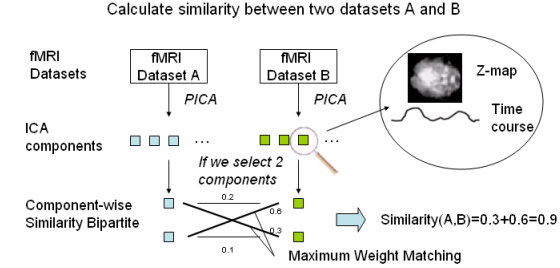 Calculate similarity between two datasets A and B
fMRI
Datasets
fMRI
Dataset A
fMRI
Dataset B
Z-map
PICA
PICA
Time
course
ICA
components
...
...
If we select 2
components
Component-wise
Similarity Bipartite
0.2
0.6
0.3
0.1
Similarity(A,B)=0.3+0.6=0.9
Maximum Weight Matching